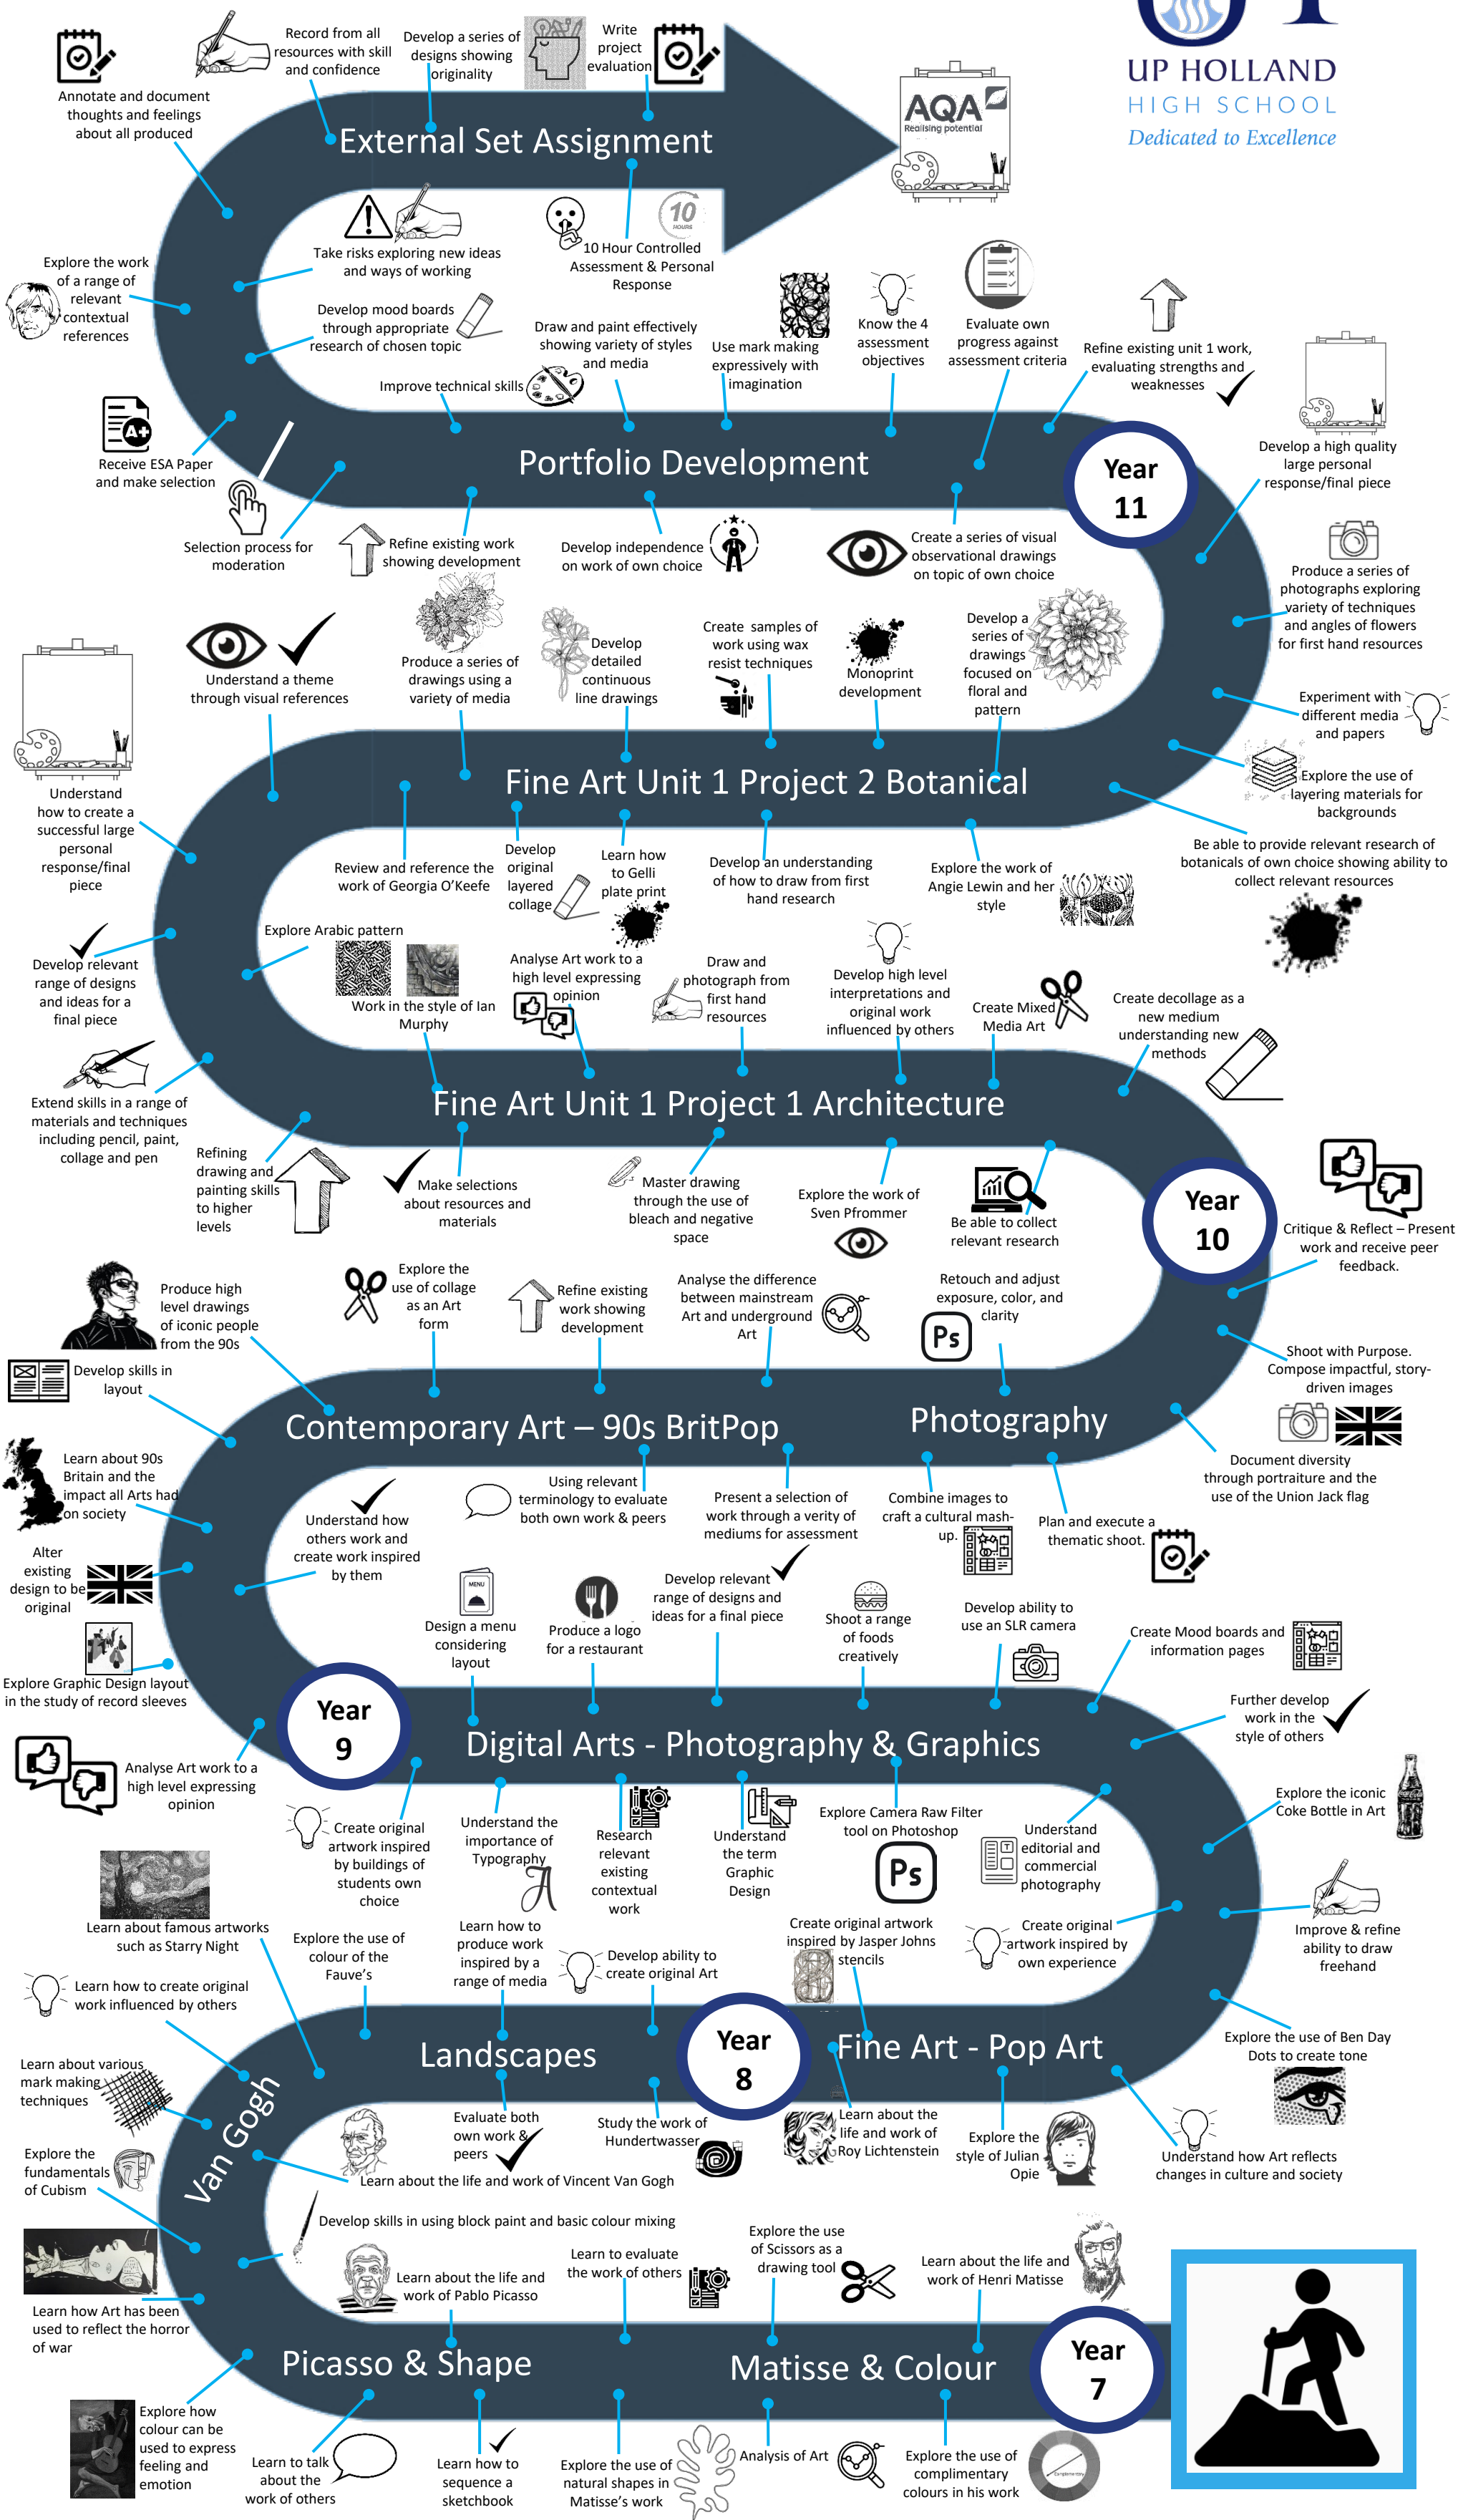 UP HOLLAND
HIGH SCHOOL
Dedicated to Excellence
Annotate and document
thoughts and feelings
about all produced
Record from all
resources with skill
and confidence
Develop a series of
designs showing
originality
Write
project
evaluation
AQA
Realising potential
External Set Assignment
Explore the work
of a range of
relevant
contextual
references
Take risks exploring new ideas
and ways of working
10
HOURS
10 Hour Controlled
Assessment & Personal
Response
Develop mood boards
through appropriate
research of chosen topic
Improve technical skills
Draw and paint effectively
showing variety of styles
and media
Use mark making
expressively with
imagination
Know the 4
assessment
objectives
Evaluate own
progress against
assessment criteria
Refine existing unit 1 work,
evaluating strengths and
weaknesses
A+
Receive ESA Paper
and make selection
Portfolio Development
Year
11
Develop a high quality
large personal
response/final piece
Selection process for
moderation
Refine existing work
showing development
Develop independence
on work of own choice
Create a series of visual
observational drawings
on topic of own choice
Produce a series of
photographs exploring
variety of techniques
and angles of flowers
for first hand resources
Understand a theme
through visual references
Produce a series of
drawings using a
variety of media
Develop
detailed
continuous
line drawings
Create samples of
work using wax
resist techniques
Monoprint
development
Develop a
series of
drawings
focused on
floral and
pattern
Experiment with
different media
and papers
Explore the use of
layering materials for
backgrounds
Fine Art Unit 1 Project 2 Botanical
Understand
how to create a
successful large
personal
response/final
piece
Review and reference the
work of Georgia O'Keefe
Develop
original
layered
collage
Learn how
to Gelli
plate print
Develop an understanding
of how to draw from first
hand research
Explore the work of
Angie Lewin and her
style
Be able to provide relevant research of
botanicals of own choice showing ability to
collect relevant resources
Develop relevant
range of designs
and ideas for a
final piece
Explore Arabic pattern
Work in the style of Ian
Murphy
Analyse Art work to a
high level expressing
opinion
Draw and
photograph from
first hand
resources
Develop high level
interpretations and
original work
influenced by others
Create Mixed
Media Art
Create decollage as a
new medium
understanding new
methods
Fine Art Unit 1 Project 1 Architecture
Extend skills in a range of
materials and techniques
including pencil, paint,
collage and pen
Refining
drawing and
painting skills
to higher
levels
Make selections
about resources and
materials
Master drawing
through the use of
bleach and negative
space
Explore the work of
Sven Pfrommer
Be able to collect
relevant research
Year
10
Critique & Reflect – Present
work and receive peer
feedback.
Produce high
level drawings
of iconic people
from the 90s
Explore the
use of collage
as an Art
form
Refine existing
work showing
development
Analyse the difference
between mainstream
Art and underground
Art
Retouch and adjust
exposure, color, and
clarity
Ps
Shoot with Purpose.
Compose impactful, story-
driven images
Develop skills in
layout
Contemporary Art – 90s BritPop
Photography
Document diversity
through portraiture and the
use of the Union Jack flag
Learn about 90s
Britain and the
impact all Arts had
on society
Understand how
others work and
create work inspired
by them
Using relevant
terminology to evaluate
both own work & peers
Present a selection of
work through a verity of
mediums for assessment
Combine images to
craft a cultural mash-
up.
Plan and execute a
thematic shoot.
Alter
existing
design to be
original
MENU
Design a menu
considering
layout
Produce a logo
for a restaurant
Develop relevant
range of designs and
ideas for a final piece
Shoot a range
of foods
creatively
Develop ability to
use an SLR camera
Create Mood boards and
information pages
Explore Graphic Design layout
in the study of record sleeves
Year
9
Digital Arts - Photography & Graphics
Further develop
work in the
style of others
Analyse Art work to a
high level expressing
opinion
Create original
artwork inspired
by buildings of
students own
choice
Understand the
importance of
Typography
A
Research
relevant
existing
contextual
work
Understand
the term
Graphic
Design
Explore Camera Raw Filter
tool on Photoshop
Ps
T
Understand
editorial and
commercial
photography
Explore the iconic
Coke Bottle in Art
Learn about famous artworks
such as Starry Night
Explore the use of
colour of the
Fauve's
Learn how to
produce work
inspired by a
range of media
Develop ability to
create original Art
Create original artwork
inspired by Jasper Johns
stencils
Create original
artwork inspired by
own experience
Improve & refine
ability to draw
freehand
Learn how to create original
work influenced by others
Landscapes
Year
8
Fine Art - Pop Art
Explore the use of Ben Day
Dots to create tone
Learn about various
mark making
techniques
Van Gogh
Evaluate both
own work &
peers
Study the work of
Hundertwasser
Learn about the
life and work of
Roy Lichtenstein
Explore the
style of Julian
Opie
Understand how Art reflects
changes in culture and society
Explore the
fundamentals
of Cubism
Learn about the life and work of Vincent Van Gogh
Develop skills in using block paint and basic colour mixing
Learn about the life and
work of Pablo Picasso
Learn to evaluate
the work of others
Explore the use
of Scissors as a
drawing tool
Learn about the life and
work of Henri Matisse
Learn how Art has been
used to reflect the horror
of war
Picasso & Shape
Matisse & Colour
Year
7
Explore how
colour can be
used to express
feeling and
emotion
Learn to talk
about the
work of others
Learn how to
sequence a
sketchbook
Explore the use of
natural shapes in
Matisse's work
Analysis of Art
Explore the use of
complimentary
colours in his work